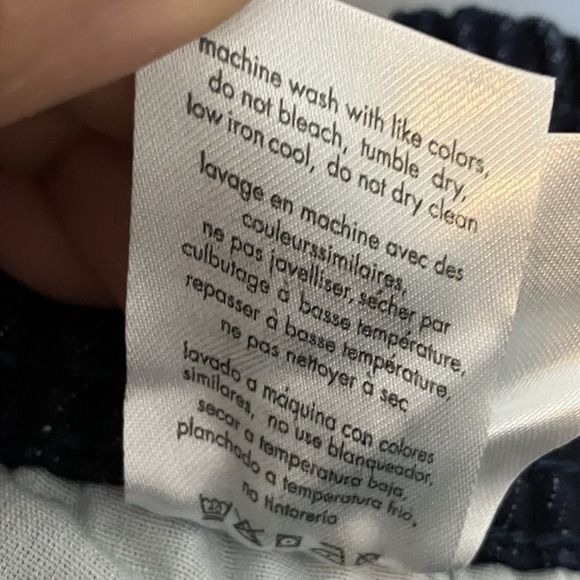 machine wash with like colors,
do not bleach, tumble dry,
low iron cool, do not dry clean
lavage en machine avec des
couleurssimilaires,
ne pas javelliser, sécher par
culbutage à basse température,
repasser à basse température,
ne pas nettoyer a sec
lavado a máquina con colores
similares, no use blanqueador,
secar a temperatura baja,
planchado a temperatura fria,
no tintorerío